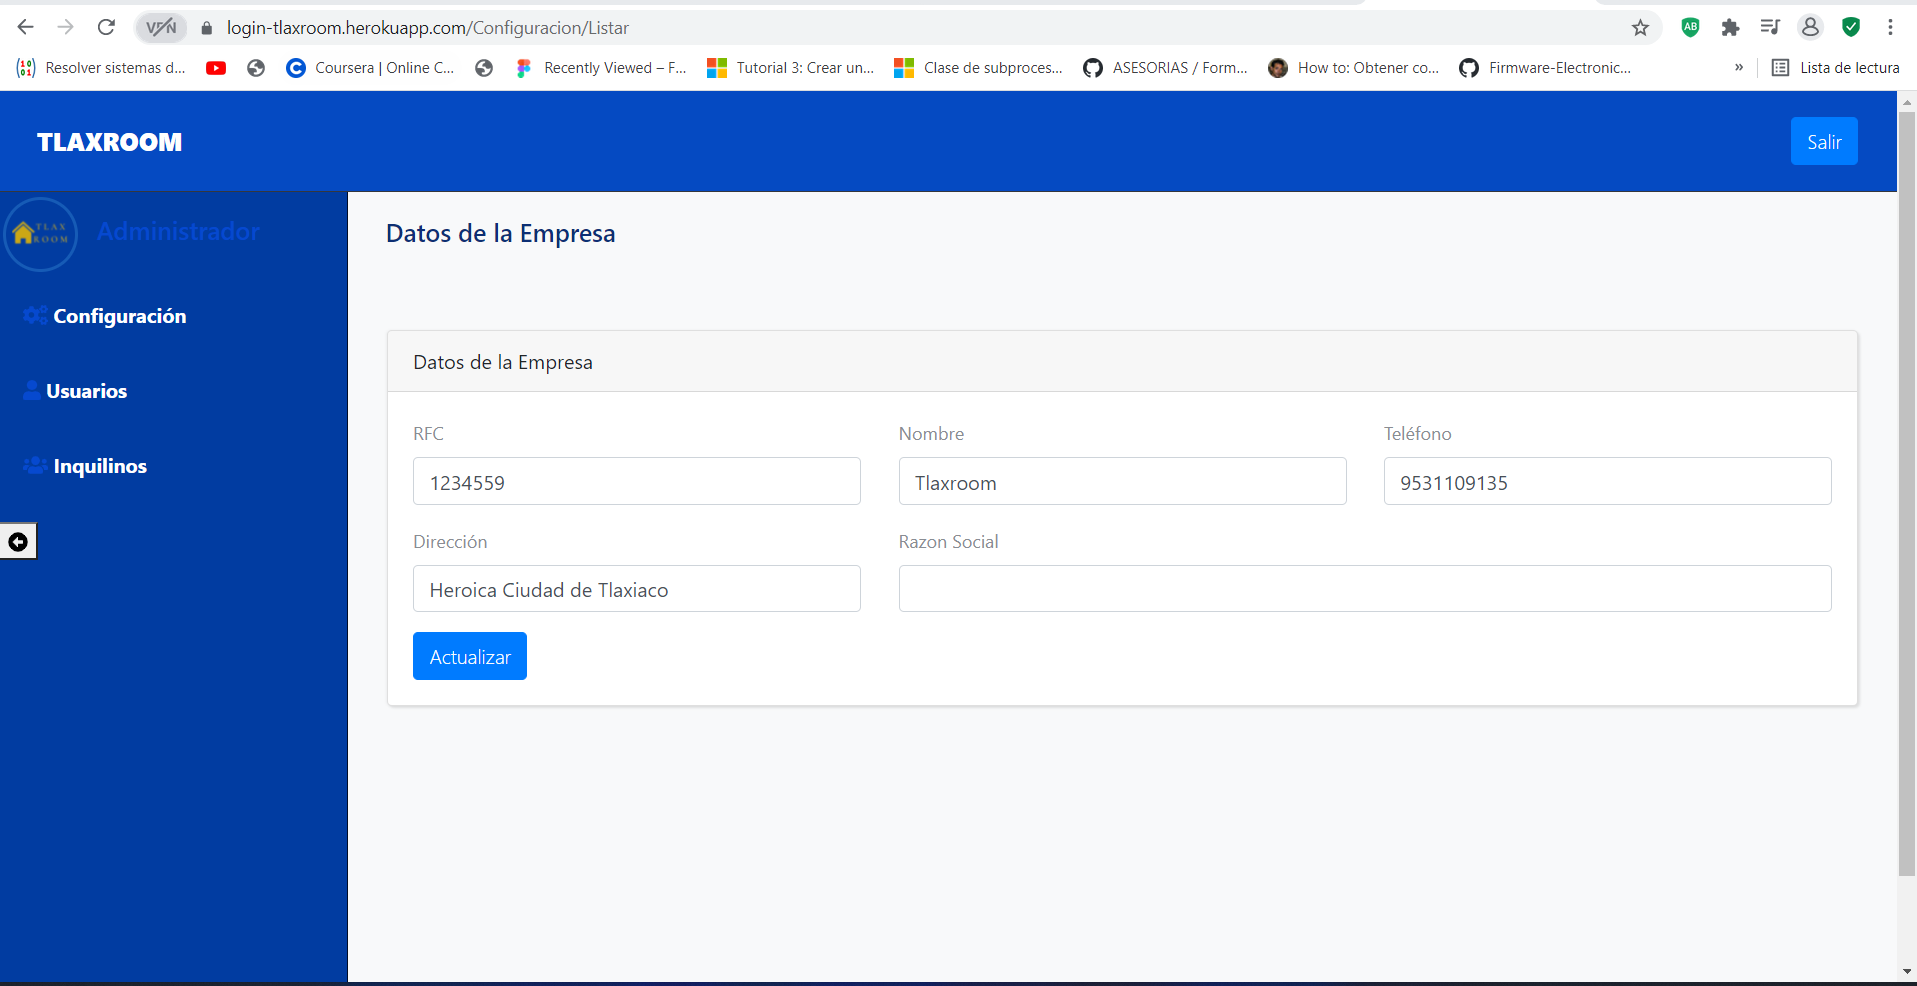 VPN
login-tlaxroom.herokuapp.com/Configuracion/Listar
AB
Resolver sistemas d...
Coursera | Online C...
Recently Viewed – F...
Tutorial 3: Crear un...
Clase de subproces...
ASESORIAS / Form...
How to: Obtener co...
Firmware-Electronic...
»
Lista de lectura
TLAXROOM
Salir
TLAX
ROOM
Administrador
Datos de la Empresa
Configuración
Usuarios
Inquilinos
Datos de la Empresa
RFC
Nombre
Teléfono
1234559
Tlaxroom
9531109135
Dirección
Razon Social
Heroica Ciudad de Tlaxiaco
Actualizar